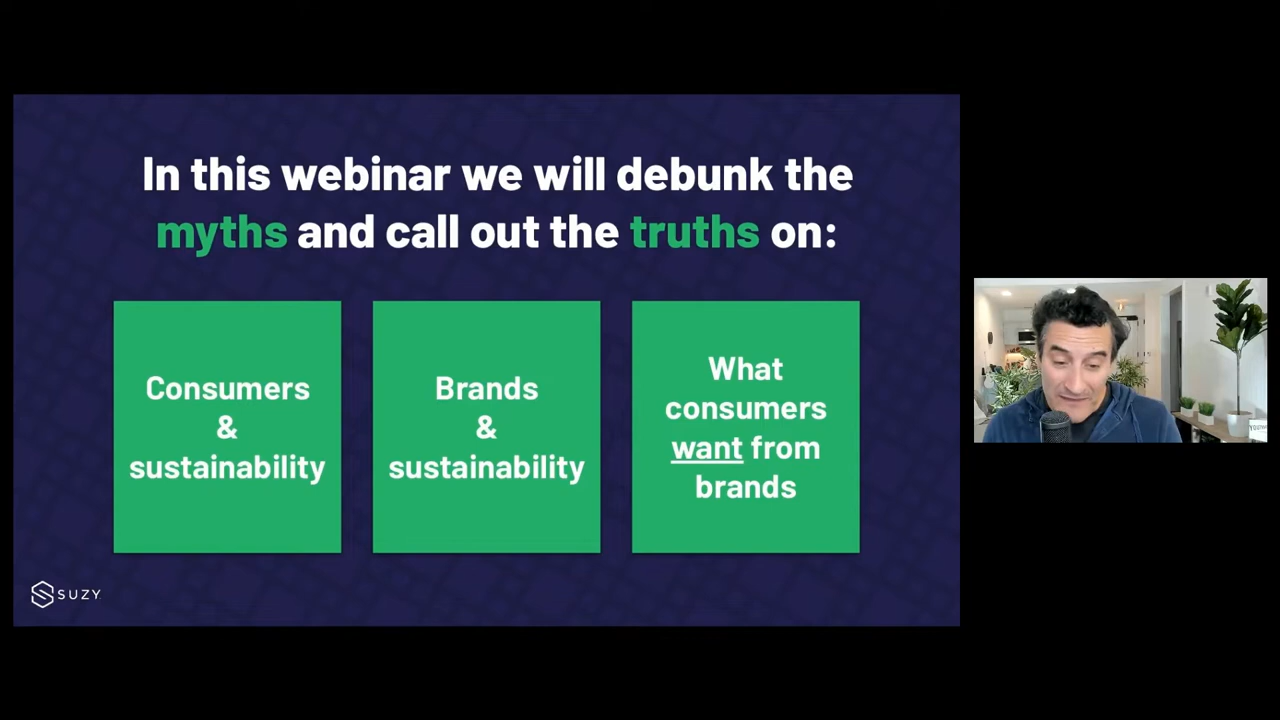 In this webinar we will debunk the
myths and call out the truths on:
Consumers
&
sustainability
Brands
&
sustainability
What
consumers
want from
brands
SUZY